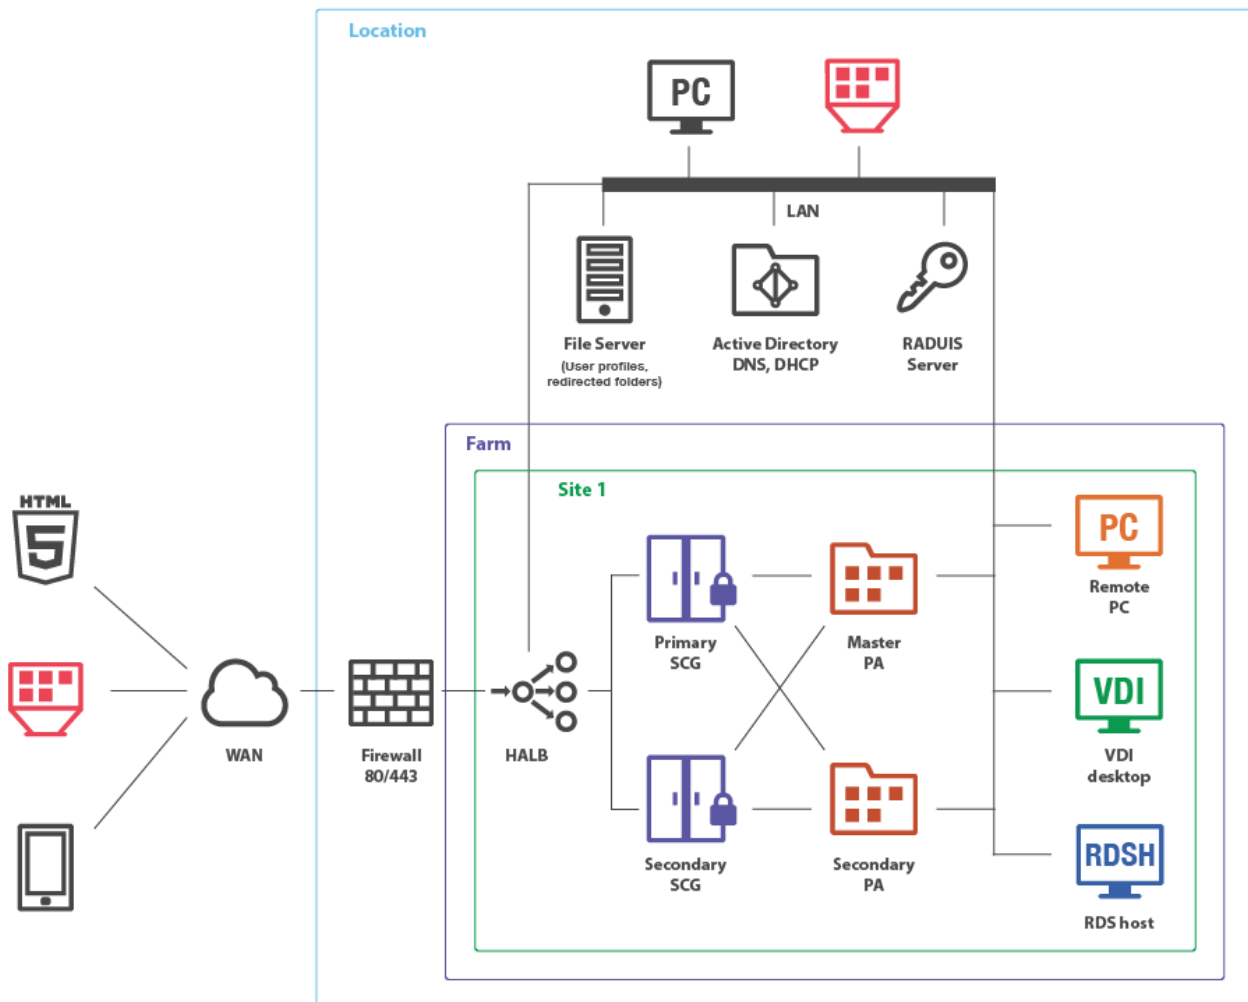 Location
PC
LAN
File Server
(User profiles,
redirected folders)
Active Directory
DNS, DHCP
RADUIS
Server
Farm
Site 1
HTML
5
WAN
Firewall
80/443
HALB
Primary
SCG
Master
PA
Secondary
SCG
Secondary
PA
PC
Remote
PC
VDI
VDI
desktop
RDSH
RDS host